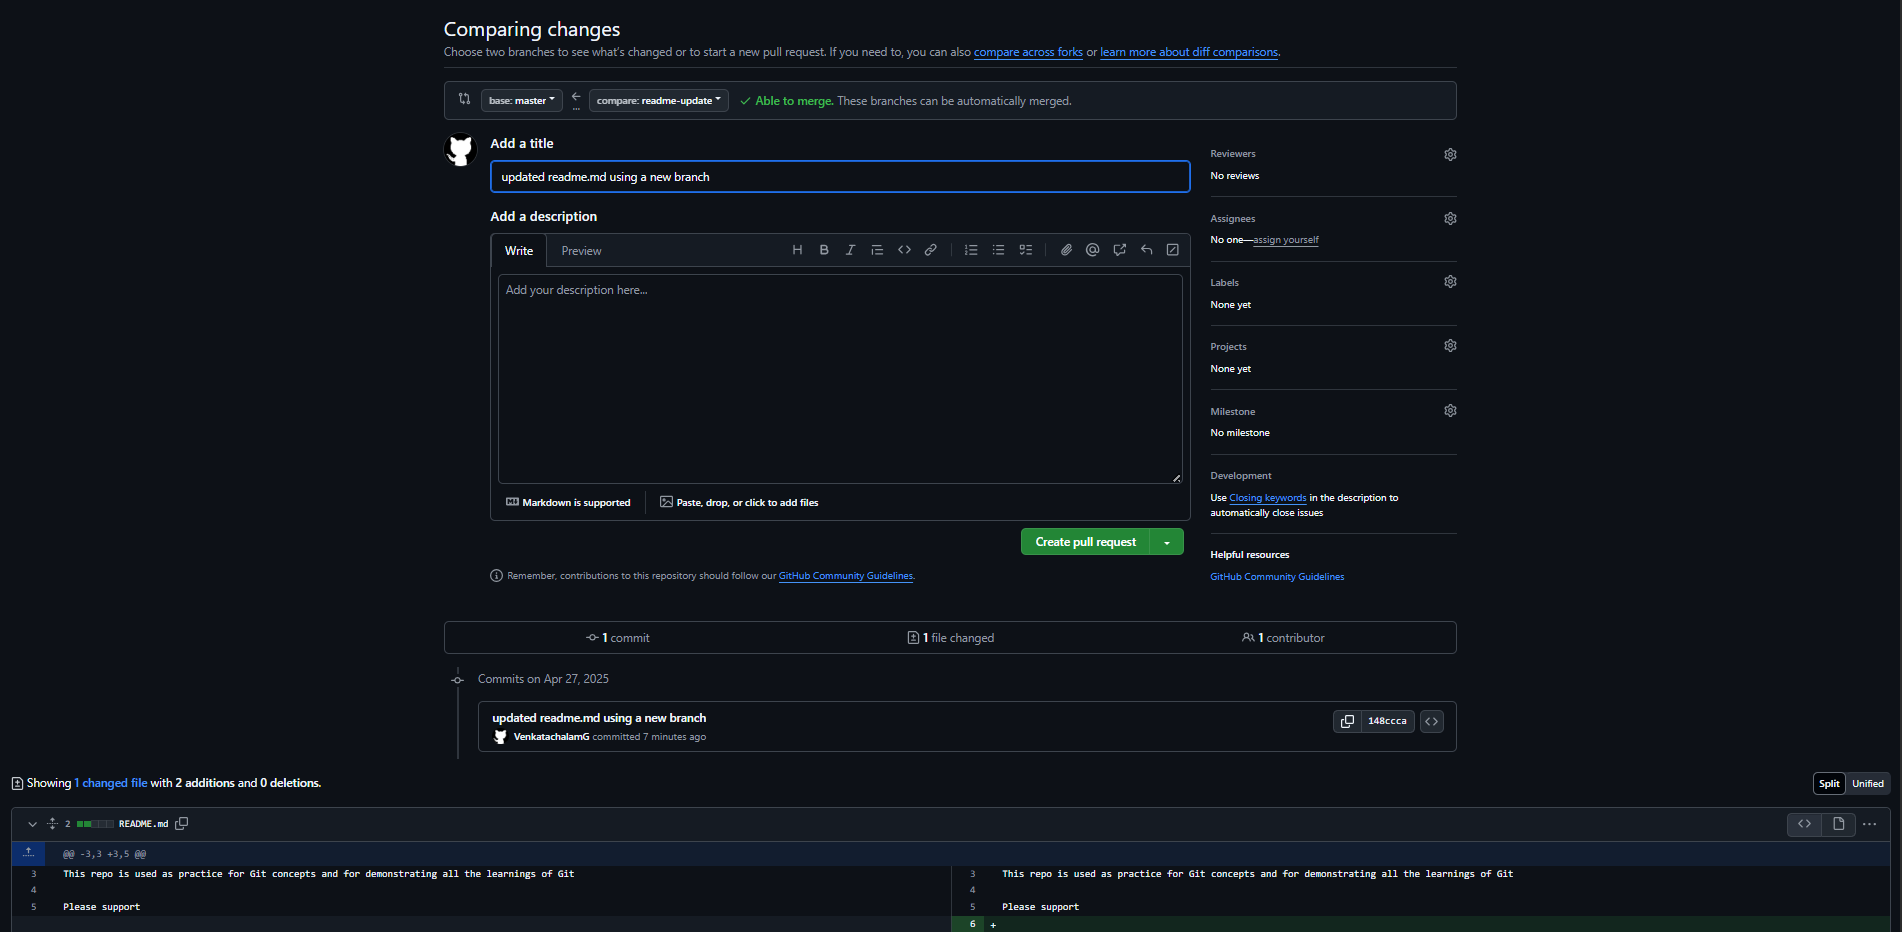 Comparing changes
Choose two branches to see what's changed or to start a new pull request. If you need to, you can also compare across forks or learn more about diff comparisons.
base: master compare: readme-update Able to merge. These branches can be automatically merged.
Add a title
updated readme.md using a new branch
Add a description
Write Preview
Add your description here...
Markdown is supported Paste, drop, or click to add files
Create pull request
Remember, contributions to this repository should follow our GitHub Community Guidelines.
Reviewers
No reviews
Assignees
No one—assign yourself
Labels
None yet
Projects
None yet
Milestone
No milestone
Development
Use Closing keywords in the description to
automatically close issues
Helpful resources
GitHub Community Guidelines
1 commit 1 file changed 1 contributor
Commits on Apr 27, 2025
updated readme.md using a new branch
148ccca
VenkatachalamG committed 7 minutes ago
Showing 1 changed file with 2 additions and 0 deletions.
Split Unified
2 README.md
@@ -3,3 +3,5 @@
3 This repo is used as practice for Git concepts and for demonstrating all the learnings of Git 3 This repo is used as practice for Git concepts and for demonstrating all the learnings of Git
4 4
5 Please support 5 Please support
6 +